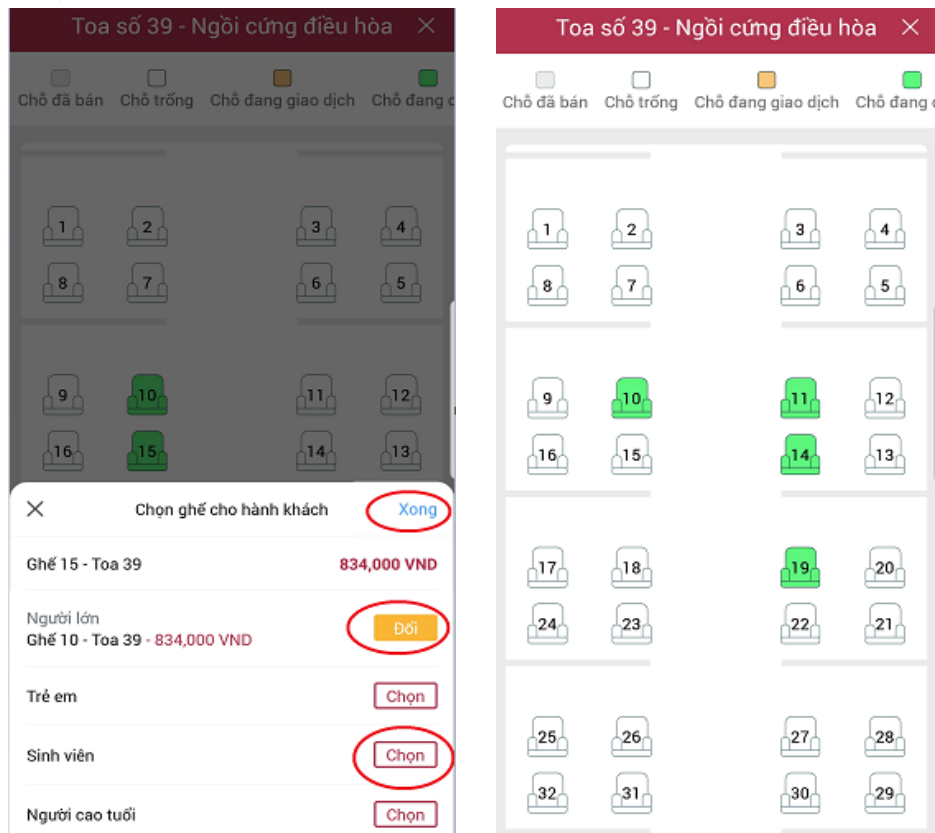 Toa số 39 - Ngồi cứng điều hòa
Chỗ đã bán Chỗ trống Chỗ đang giao dịch Chỗ đang
1 2 3 4
8 7 6 5
9 10 11 12
16 15 14 13
Chọn ghế cho hành khách Xong
Ghế 15 - Toa 39 834,000 VND
Người lớn
Ghế 10 - Toa 39 - 834,000 VND
Đổi
Trẻ em Chọn
Sinh viên Chọn
Người cao tuổi Chọn
Toa số 39 - Ngồi cứng điều hòa
Chỗ đã bán Chỗ trống Chỗ đang giao dịch Chỗ đang
1 2 3 4
8 7 6 5
9 10 11 12
16 15 14 13
17 18 19 20
24 23 22 21
25 26 27 28
32 31 30 29